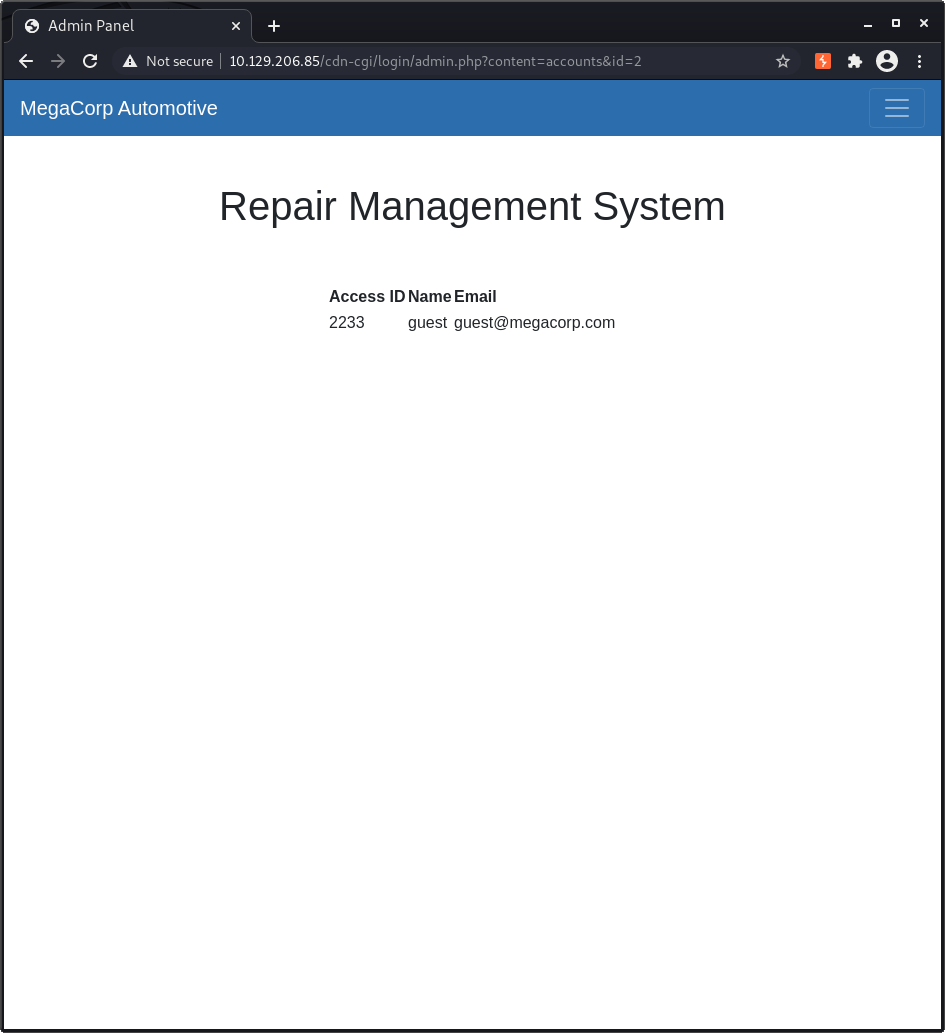 Admin Panel
Not secure 10.129.206.85/cdn-cgi/login/admin.php?content=accounts&id=2
MegaCorp Automotive
Repair Management System
Access ID Name Email
2233 guest guest@megacorp.com